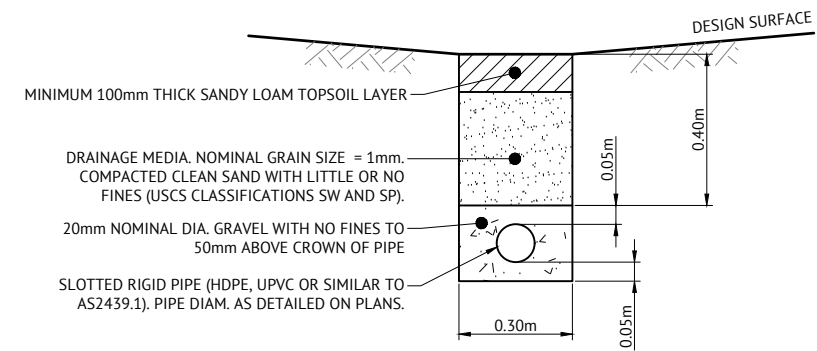 DESIGN SURFACE
MINIMUM 100mm THICK SANDY LOAM TOPSOIL LAYER
0.40m
0.05m
DRAINAGE MEDIA. NOMINAL GRAIN SIZE = 1mm.
COMPACTED CLEAN SAND WITH LITTLE OR NO
FINES (USCS CLASSIFICATIONS SW AND SP).
20mm NOMINAL DIA. GRAVEL WITH NO FINES TO
50mm ABOVE CROWN OF PIPE
SLOTTED RIGID PIPE (HDPE, UPVC OR SIMILAR TO
AS2439.1). PIPE DIAM. AS DETAILED ON PLANS.
0.30m
0.05m